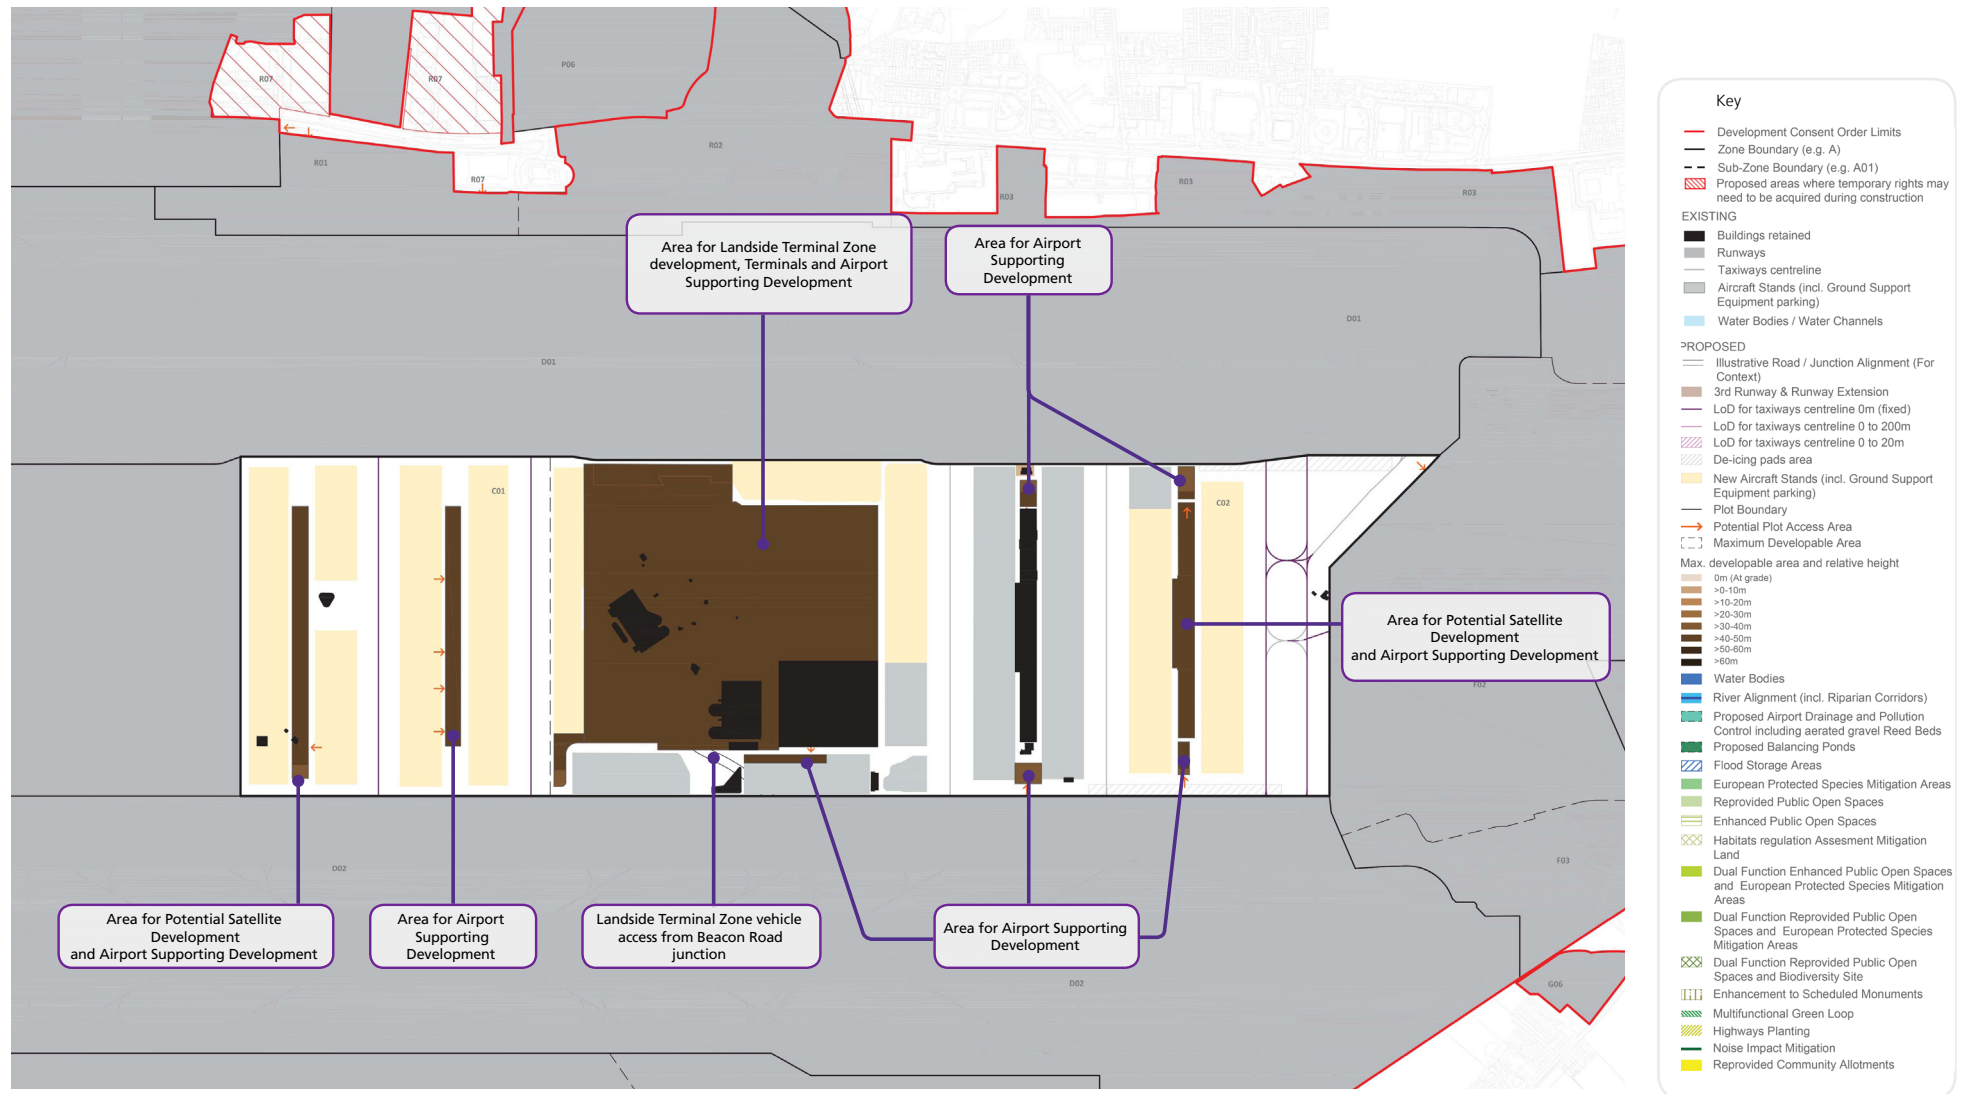 R07
R07
P06
R01
R07
R02
R03
R03
R03
Area for Landside Terminal Zone
development, Terminals and Airport
Supporting Development
Area for Airport
Supporting
Development
D01
D01
C01
C02
Area for Potential Satellite
Development
and Airport Supporting Development
F02
F03
D02
D02
G06
Area for Potential Satellite
Development
and Airport Supporting Development
Area for Airport
Supporting
Development
Landside Terminal Zone vehicle
access from Beacon Road
junction
Area for Airport Supporting
Development
Key
Development Consent Order Limits
Zone Boundary (e.g. A)
Sub-Zone Boundary (e.g. A01)
Proposed areas where temporary rights may
need to be acquired during construction
EXISTING
Buildings retained
Runways
Taxiways centreline
Aircraft Stands (incl. Ground Support
Equipment parking)
Water Bodies / Water Channels
PROPOSED
Illustrative Road / Junction Alignment (For
Context)
3rd Runway & Runway Extension
LoD for taxiways centreline 0m (fixed)
LoD for taxiways centreline 0 to 200m
LoD for taxiways centreline 0 to 20m
De-icing pads area
New Aircraft Stands (incl. Ground Support
Equipment parking)
Plot Boundary
Potential Plot Access Area
Maximum Developable Area
Max. developable area and relative height
0m (At grade)
>0-10m
>10-20m
>20-30m
>30-40m
>40-50m
>50-60m
>60m
Water Bodies
River Alignment (incl. Riparian Corridors)
Proposed Airport Drainage and Pollution
Control including aerated gravel Reed Beds
Proposed Balancing Ponds
Flood Storage Areas
European Protected Species Mitigation Areas
Reprovided Public Open Spaces
Enhanced Public Open Spaces
Habitats regulation Assesment Mitigation
Land
Dual Function Enhanced Public Open Spaces
and European Protected Species Mitigation
Areas
Dual Function Reprovided Public Open
Spaces and European Protected Species
Mitigation Areas
Dual Function Reprovided Public Open
Spaces and Biodiversity Site
Enhancement to Scheduled Monuments
Multifunctional Green Loop
Highways Planting
Noise Impact Mitigation
Reprovided Community Allotments